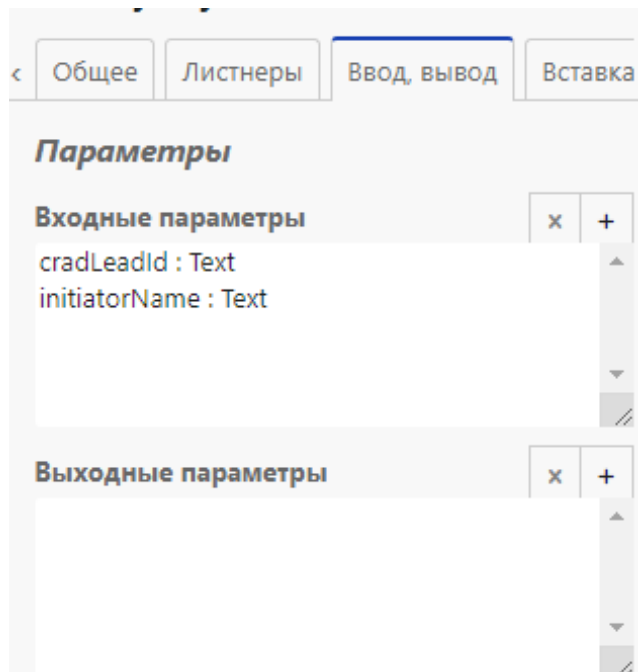 ‹ Общее Листнеры Ввод, вывод Вставка
Параметры
Входные параметры × +
cradLeadId : Text
initiatorName : Text
Выходные параметры × +